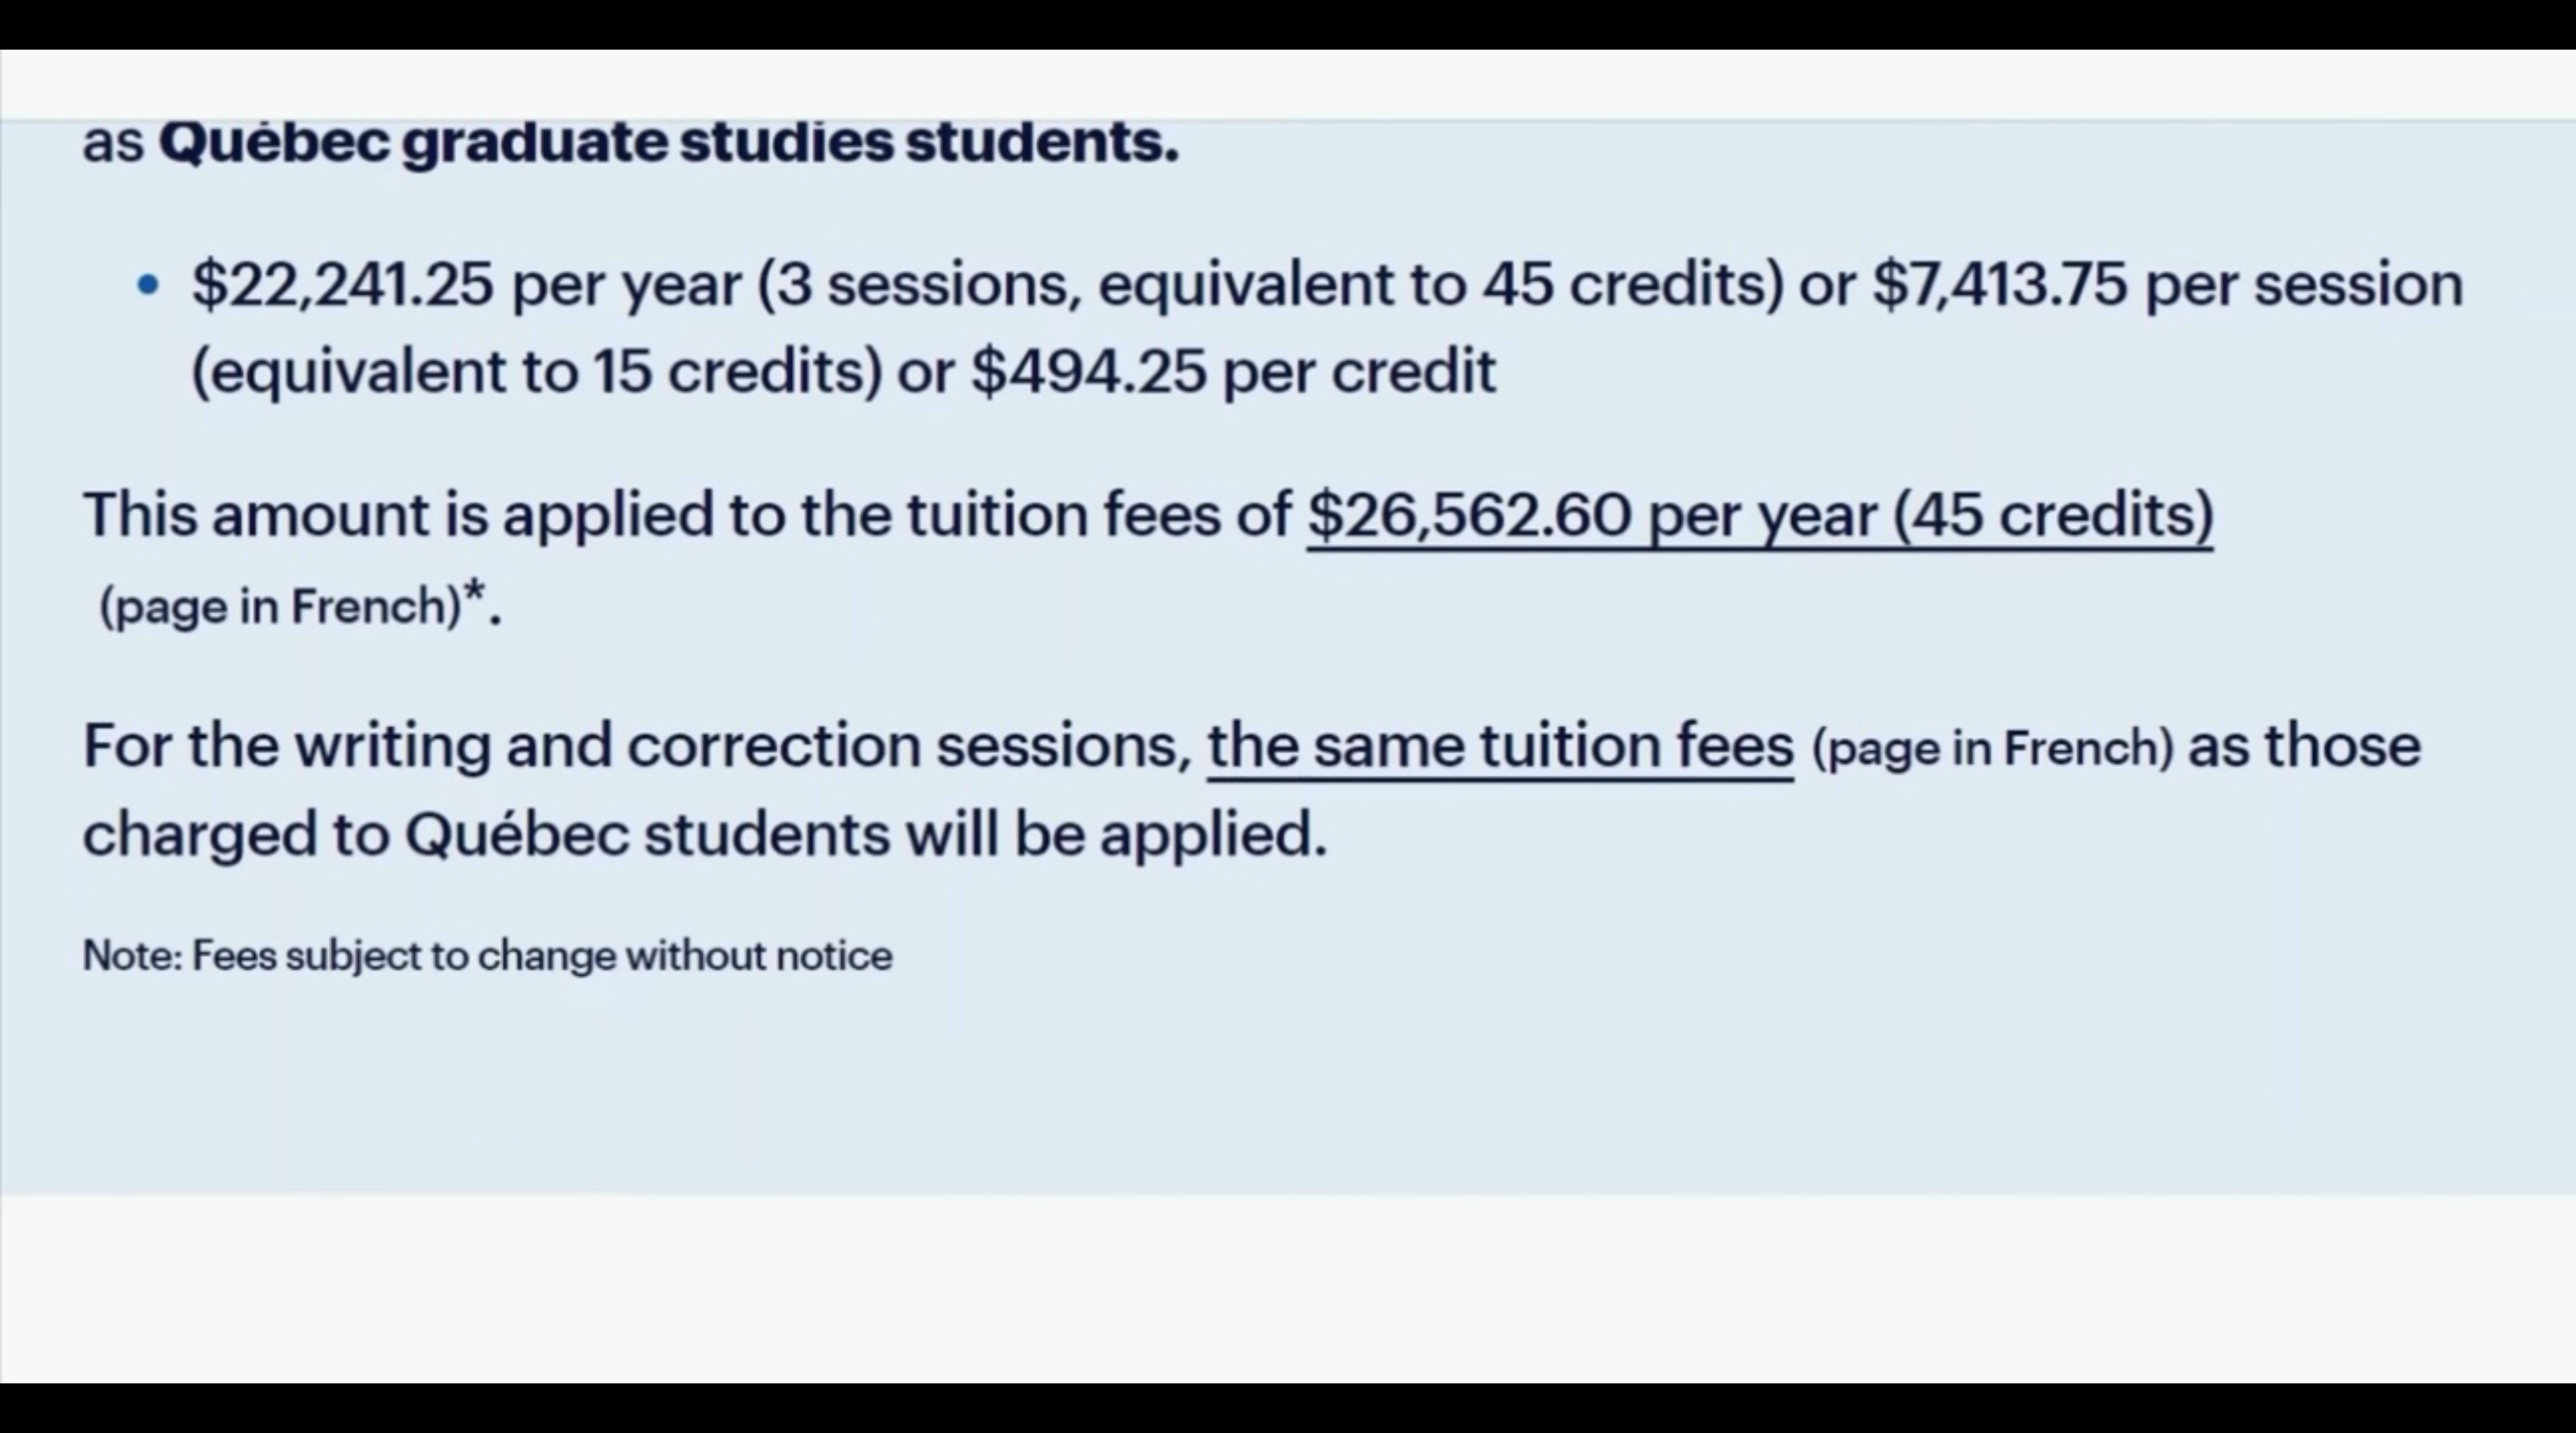 as Québec graduate studies students.
• $22,241.25 per year (3 sessions, equivalent to 45 credits) or $7,413.75 per session
(equivalent to 15 credits) or $494.25 per credit
This amount is applied to the tuition fees of $26,562.60 per year (45 credits)
(page in French)*.
For the writing and correction sessions, the same tuition fees (page in French) as those
charged to Québec students will be applied.
Note: Fees subject to change without notice